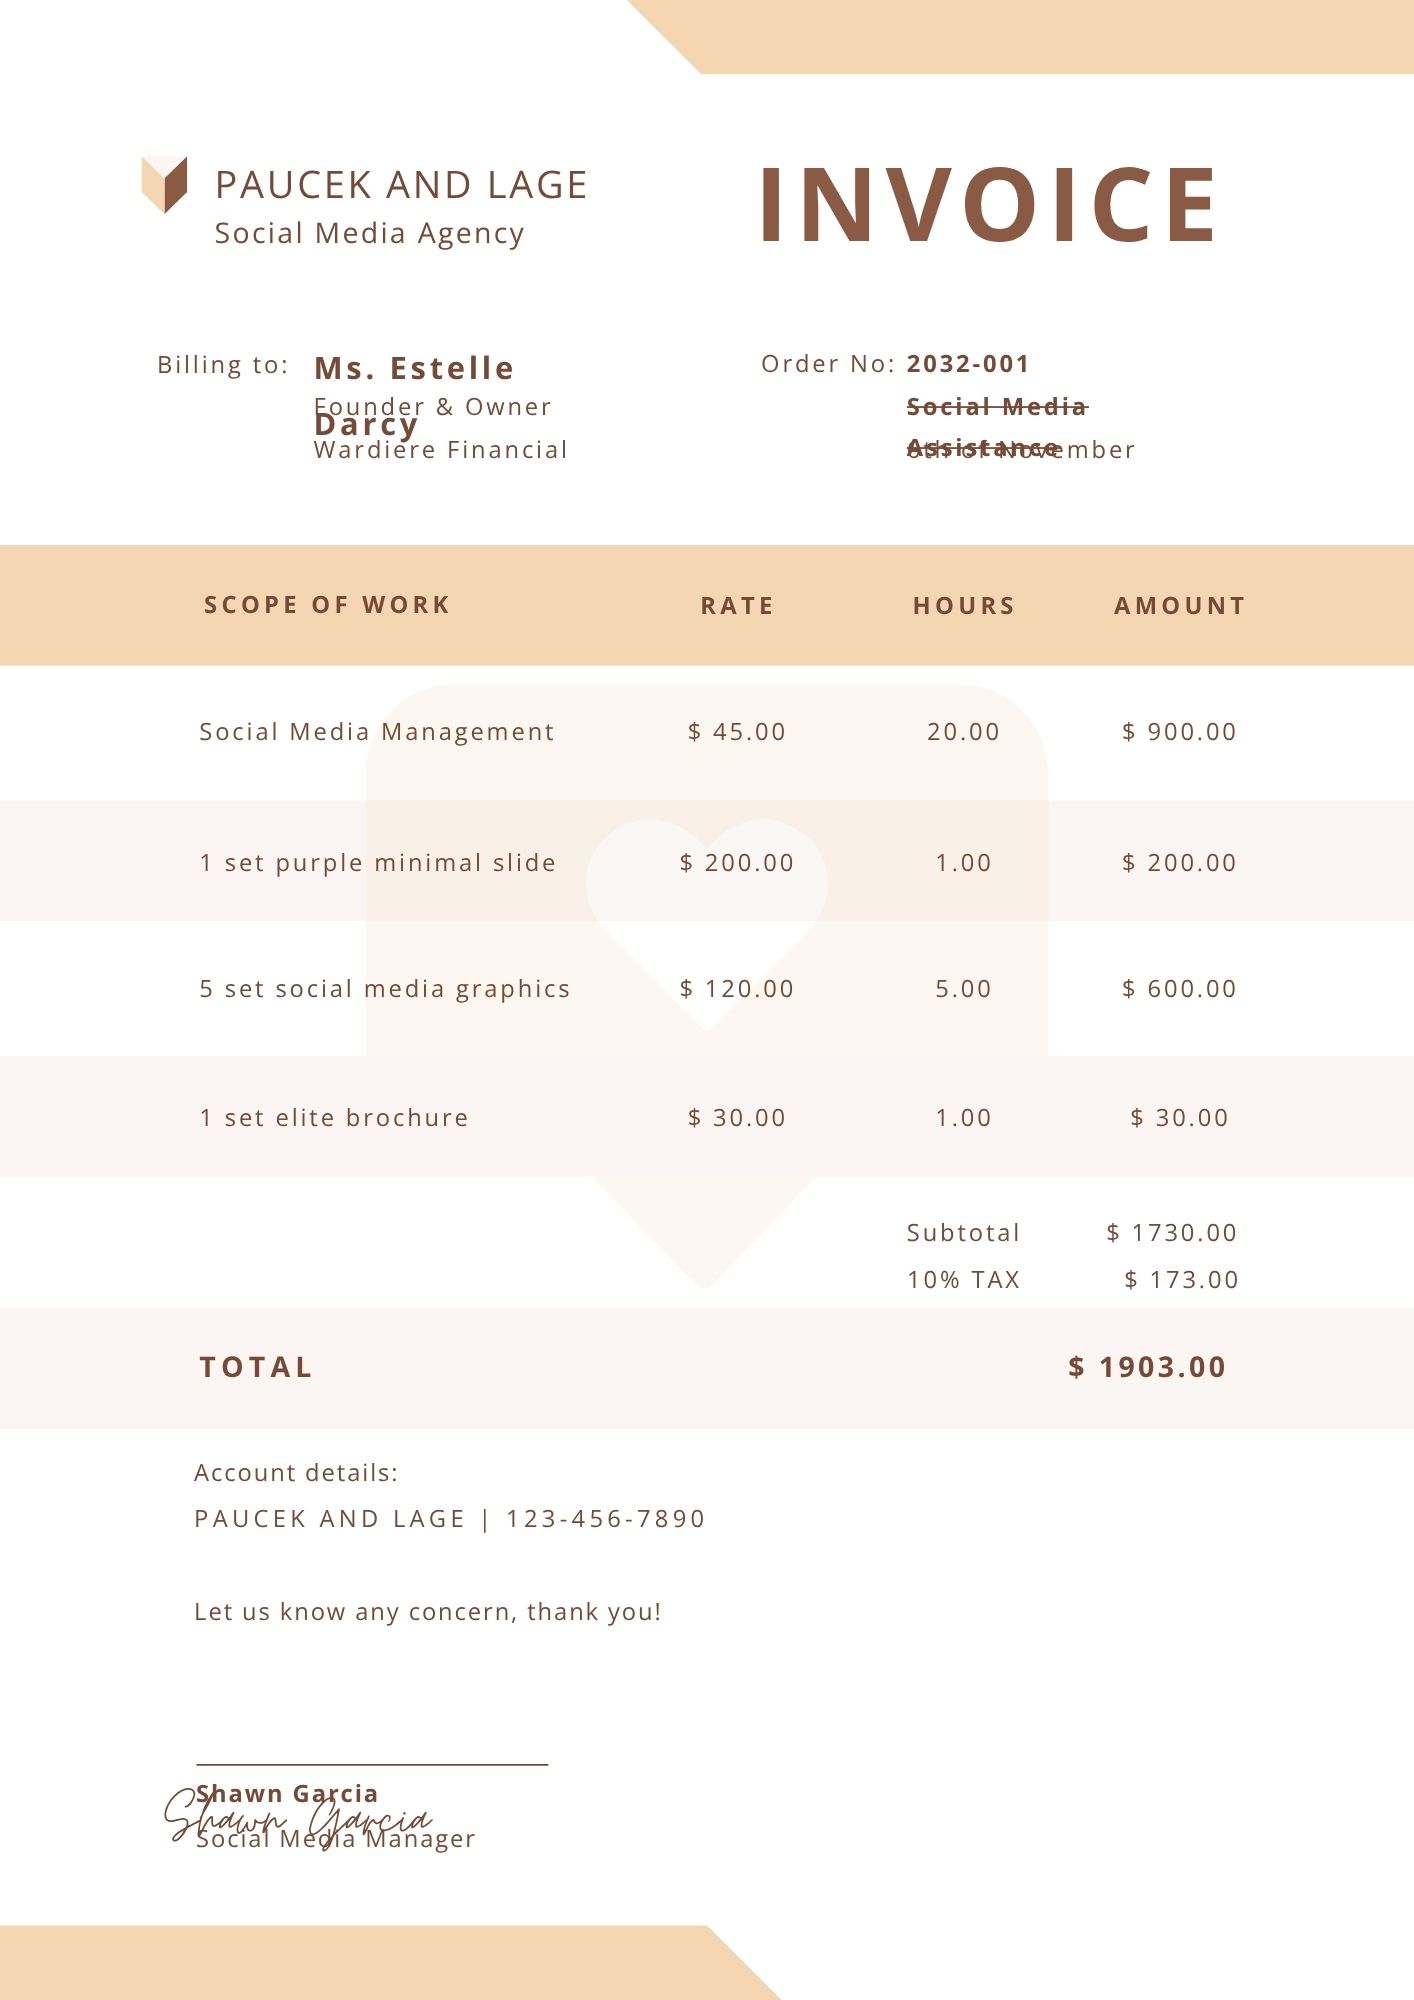 PAUCEK AND LAGE
Social Media Agency
INVOICE
Billing to: Ms. Estelle
Darcy
Founder & Owner
Wardiere Financial
Order No: 2032-001
Social Media
Assistance
of November
SCOPE OF WORK RATE HOURS AMOUNT
Social Media Management $ 45.00 20.00 $ 900.00
1 set purple minimal slide $ 200.00 1.00 $ 200.00
5 set social media graphics $ 120.00 5.00 $ 600.00
1 set elite brochure $ 30.00 1.00 $ 30.00
Subtotal $ 1730.00
10% TAX $ 173.00
TOTAL $ 1903.00
Account details:
PAUCEK AND LAGE | 123-456-7890
Let us know any concern, thank you!
Shawn Garcia
Shawn Garcia
Social Media Manager